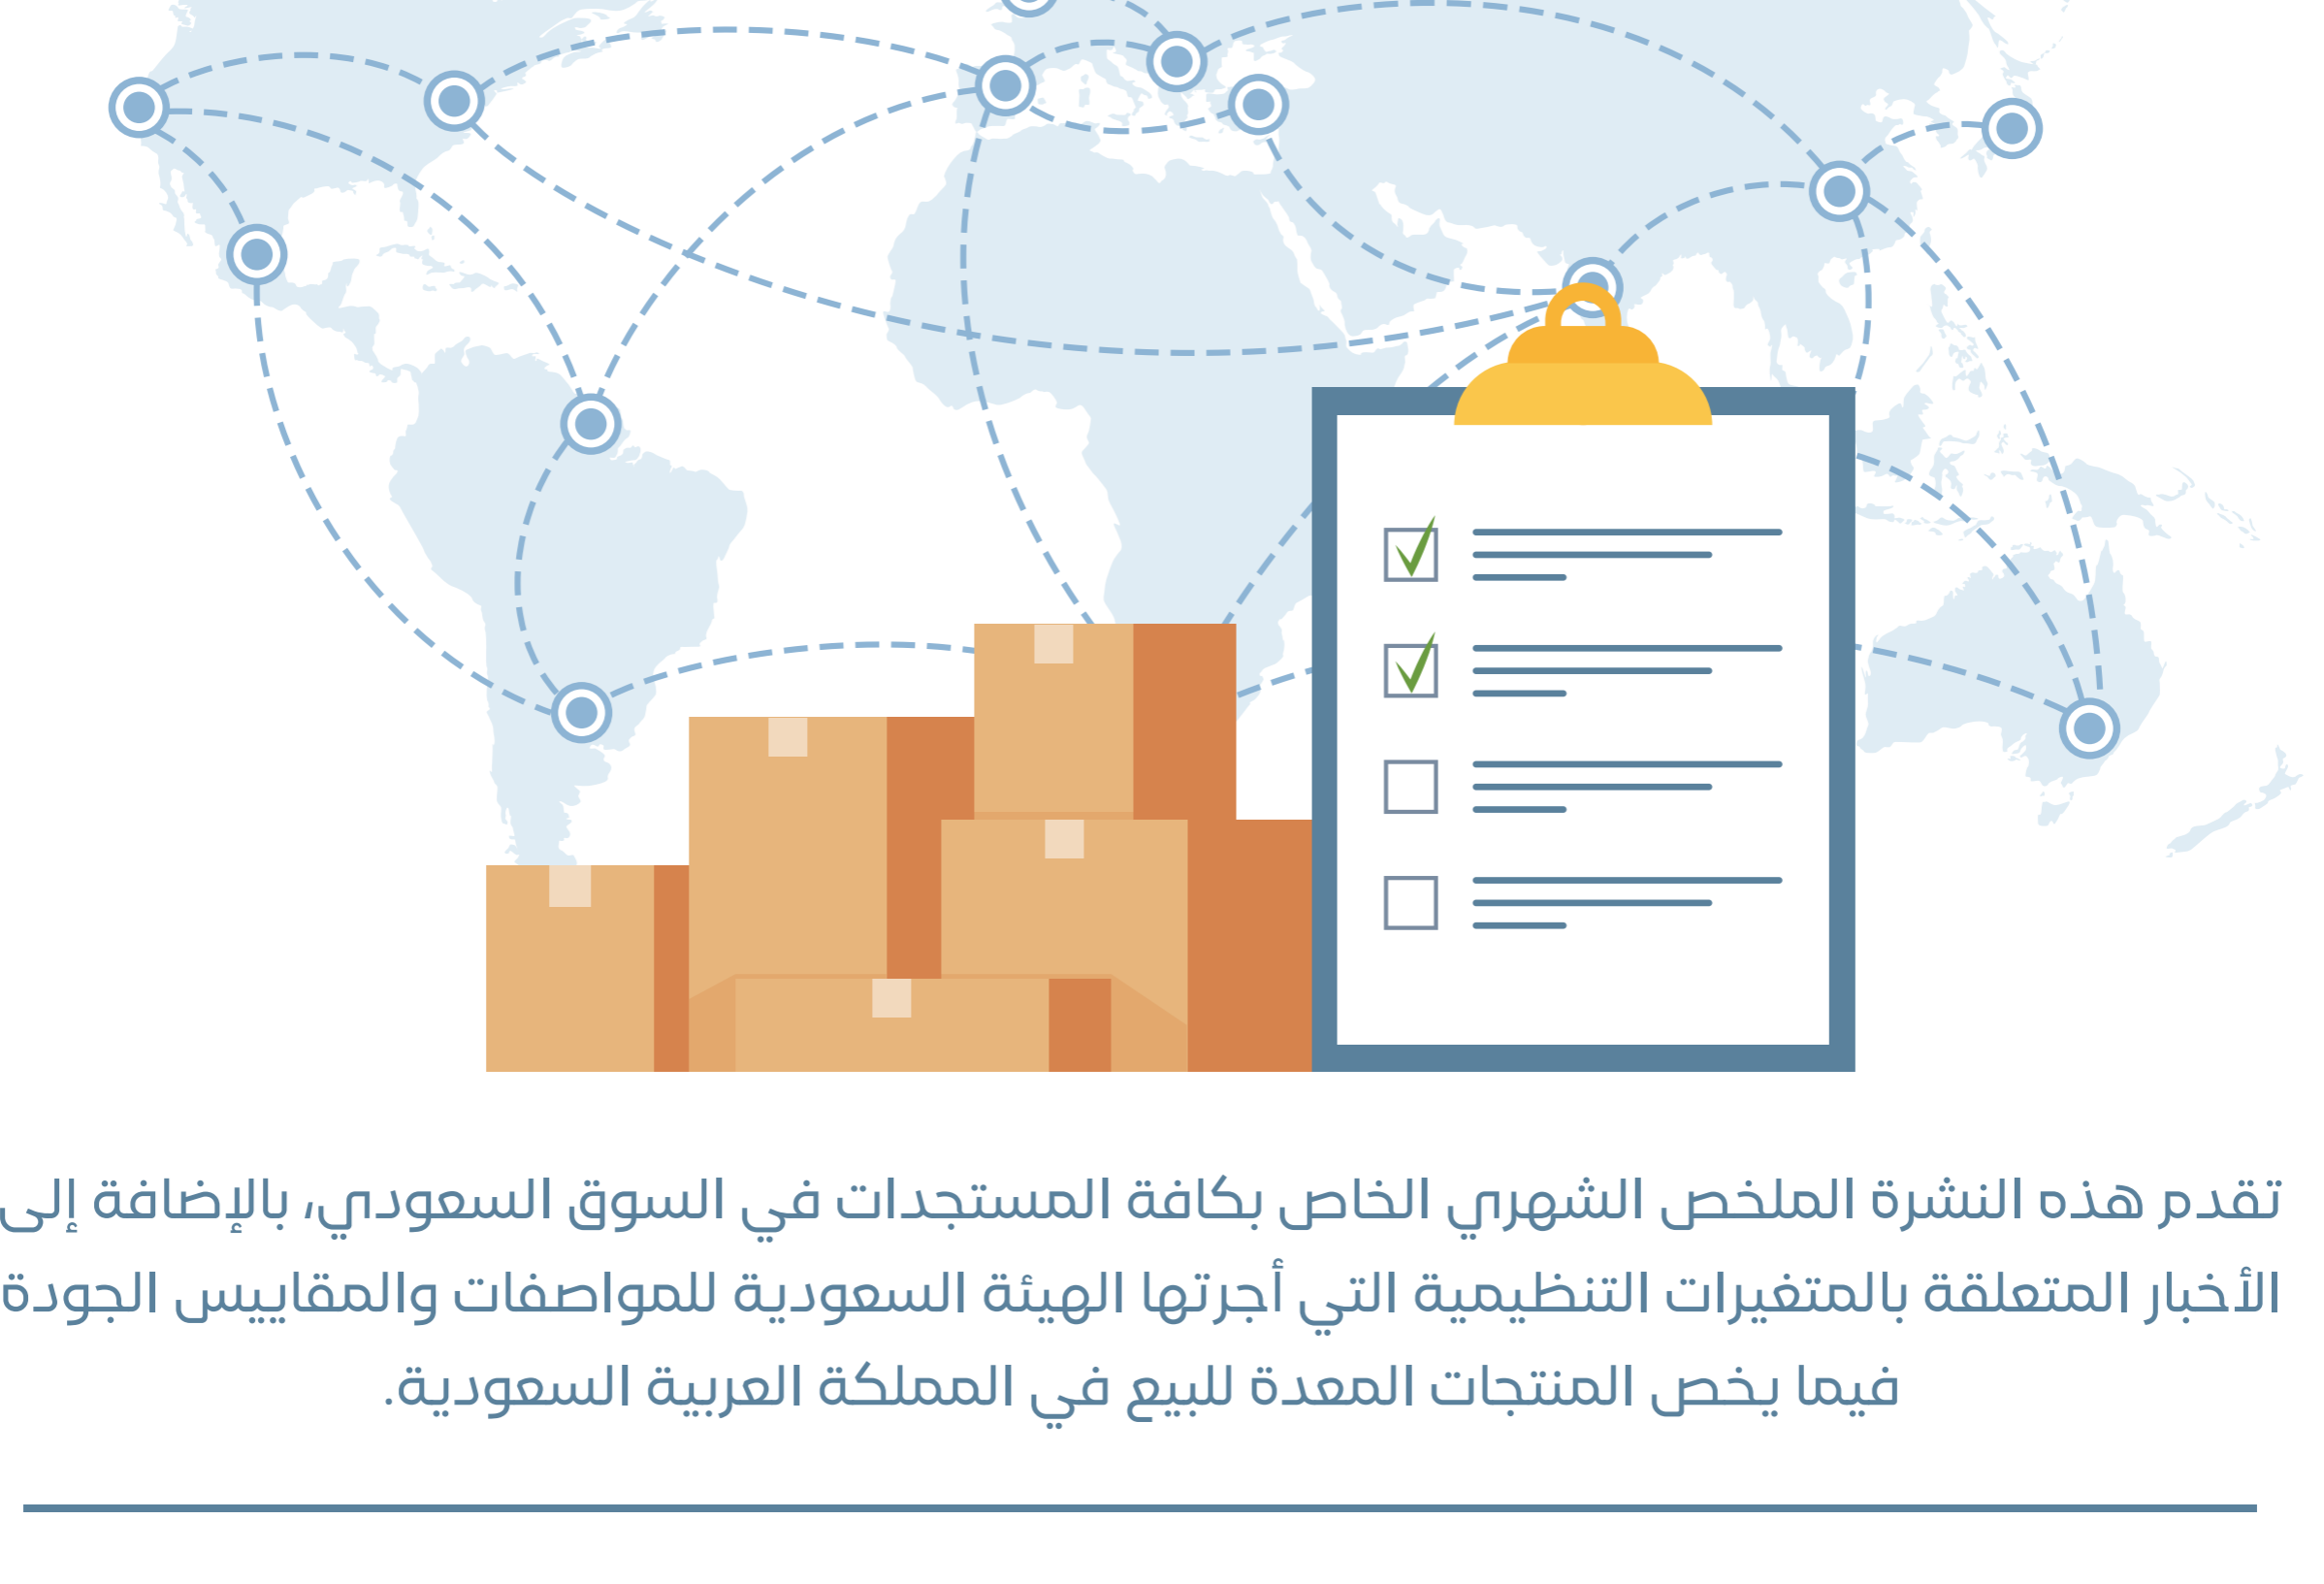 تقدم هذه النشرة الملخص الشهري الخاص بكافة المستجدات في السوق السعودي، بالإضافة إلى
الأخبار المتعلقة بالمتغيرات التنظيمية التي أجرتها الهيئة السعودية للمواصفات والمقاييس الجودة
فيما يخص المنتجات المعدة للبيع في المملكة العربية السعودية.